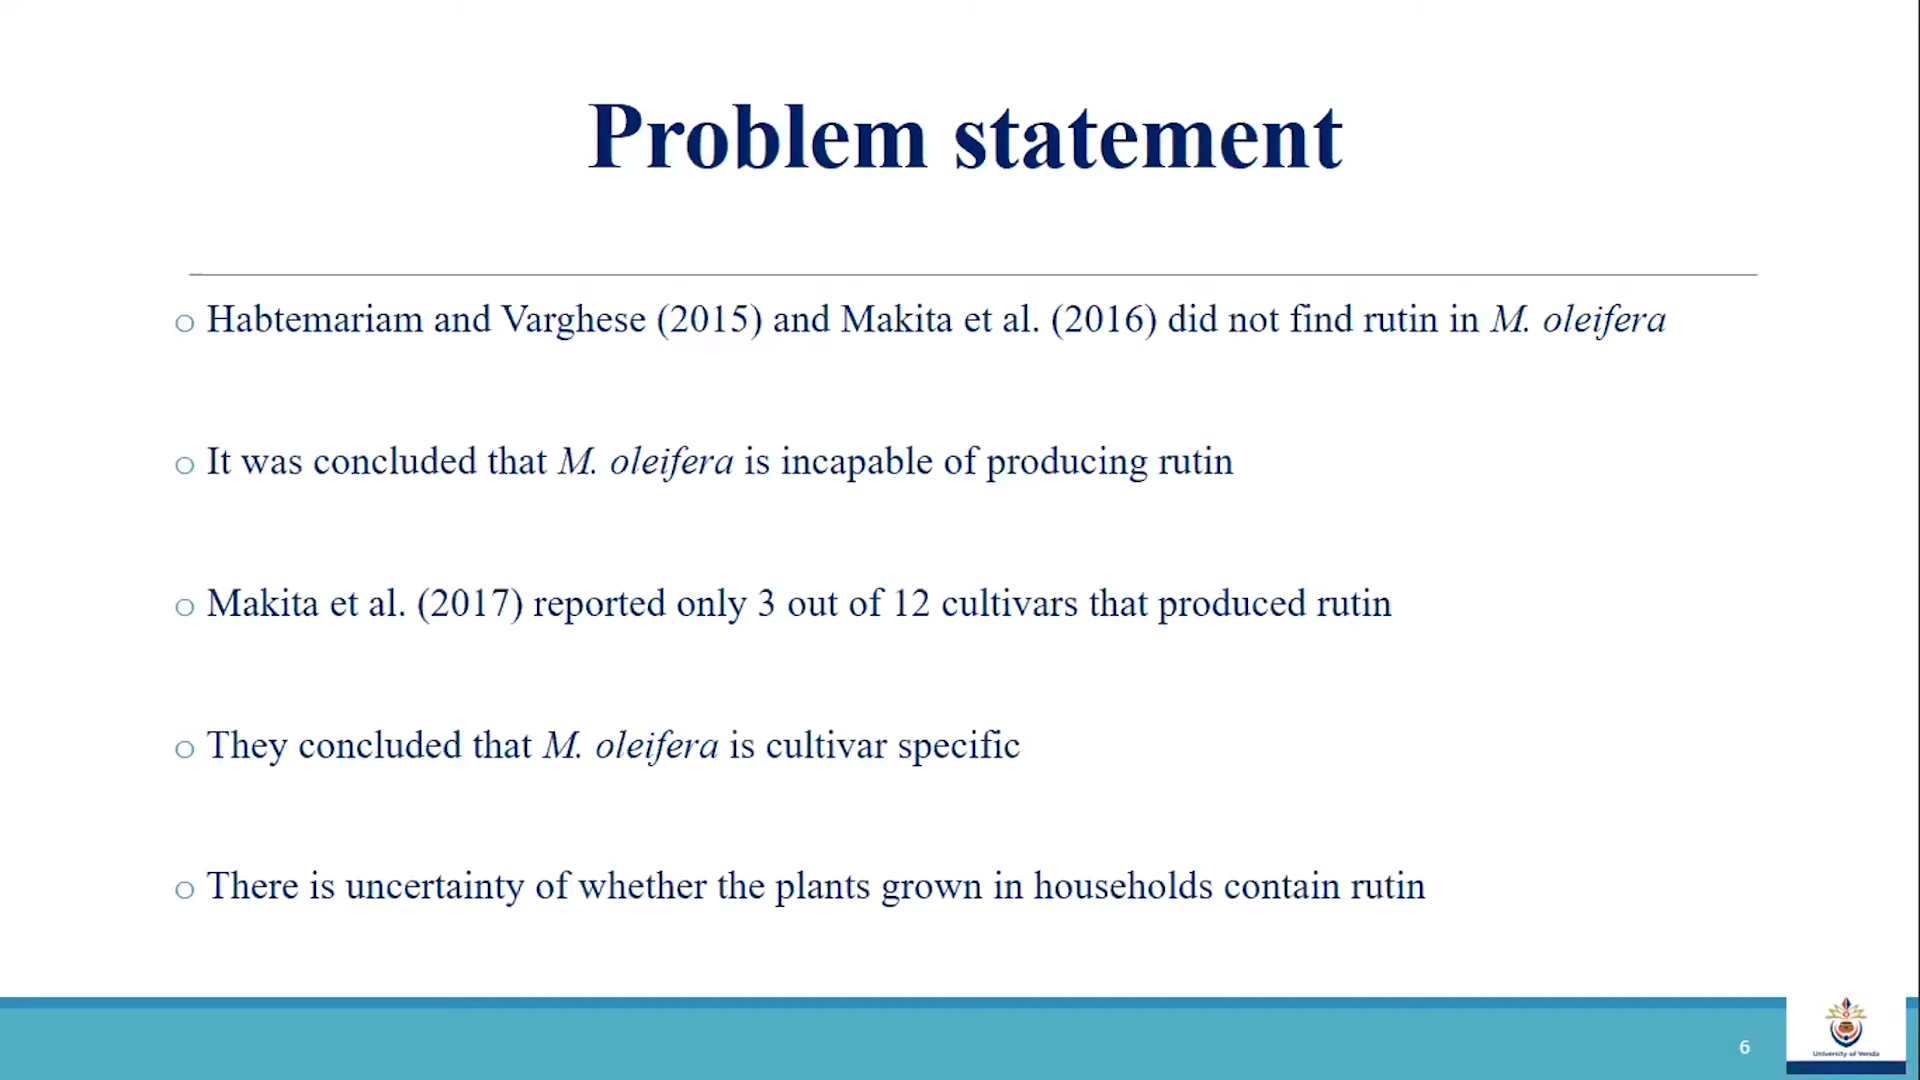 Problem statement
o Habtemariam and Varghese (2015) and Makita et al. (2016) did not find rutin in M. oleifera
o It was concluded that M. oleifera is incapable of producing rutin
o Makita et al. (2017) reported only 3 out of 12 cultivars that produced rutin
o They concluded that M. oleifera is cultivar specific
o There is uncertainty of whether the plants grown in households contain rutin
6
University of Venda